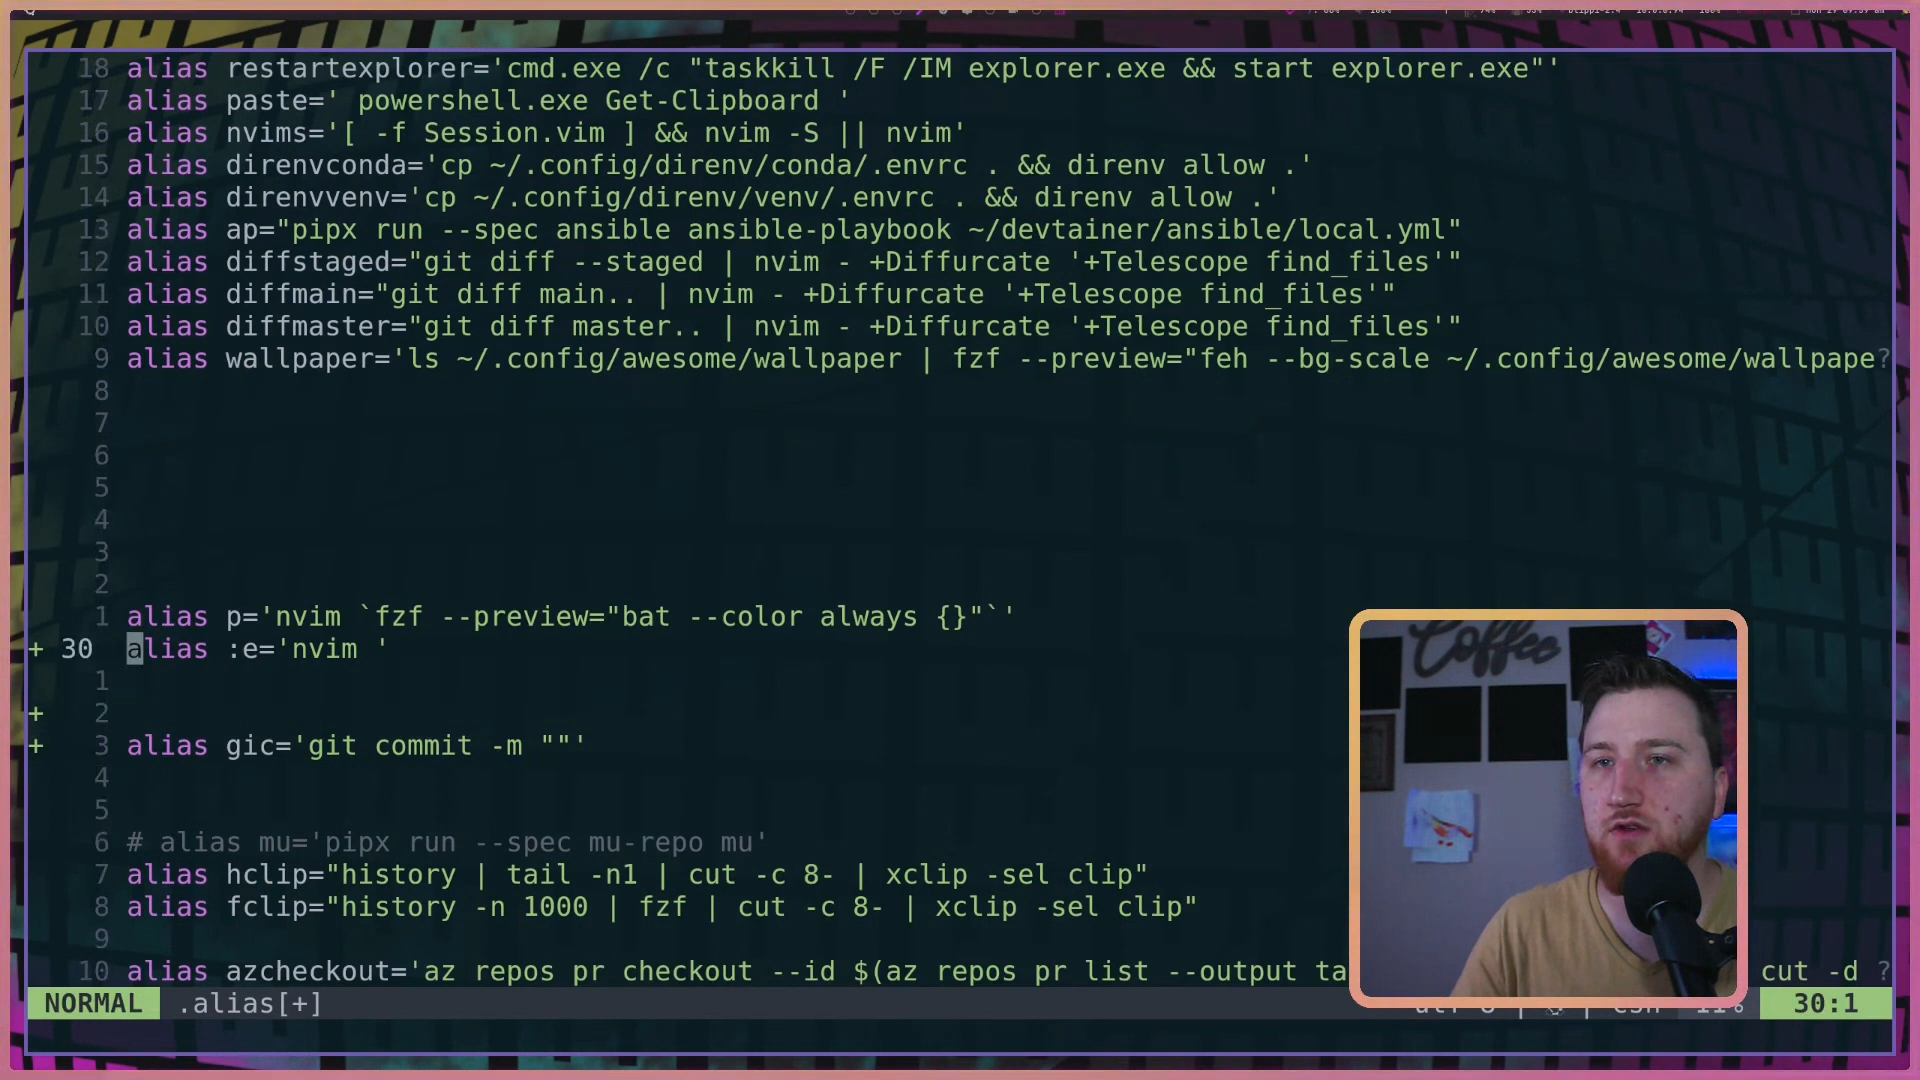 18 alias restartexplorer='cmd.exe /c "taskkill /F /IM explorer.exe && start explorer.exe"'
17 alias paste=' powershell.exe Get-Clipboard '
16 alias nvims='[ -f Session.vim ] && nvim -S || nvim'
15 alias direnvconda='cp ~/.config/direnv/conda/.envrc . && direnv allow .'
14 alias direnvvenv='cp ~/.config/direnv/venv/.envrc . && direnv allow .'
13 alias ap="pipx run --spec ansible ansible-playbook ~/devtainer/ansible/local.yml"
12 alias diffstaged="git diff --staged | nvim - +Diffurcate '+Telescope find_files'"
11 alias diffmain="git diff main.. | nvim - +Diffurcate '+Telescope find_files'"
10 alias diffmaster="git diff master.. | nvim - +Diffurcate '+Telescope find_files'"
9 alias wallpaper='ls ~/.config/awesome/wallpaper | fzf --preview="feh --bg-scale ~/.config/awesome/wallpape?
8
7
6
5
4
3
2
1 alias p='nvim `fzf --preview="bat --color always {}"`'
+ 30 alias :e='nvim '
1
+ 2
+ 3 alias gic='git commit -m ""'
4
5
6 # alias mu='pipx run --spec mu-repo mu'
7 alias hclip="history | tail -n1 | cut -c 8- | xclip -sel clip"
8 alias fclip="history -n 1000 | fzf | cut -c 8- | xclip -sel clip"
9
10 alias azcheckout='az repos pr checkout --id $(az repos pr list --output ta cut -d ?
NORMAL .alias[+] 30:1
Coffee